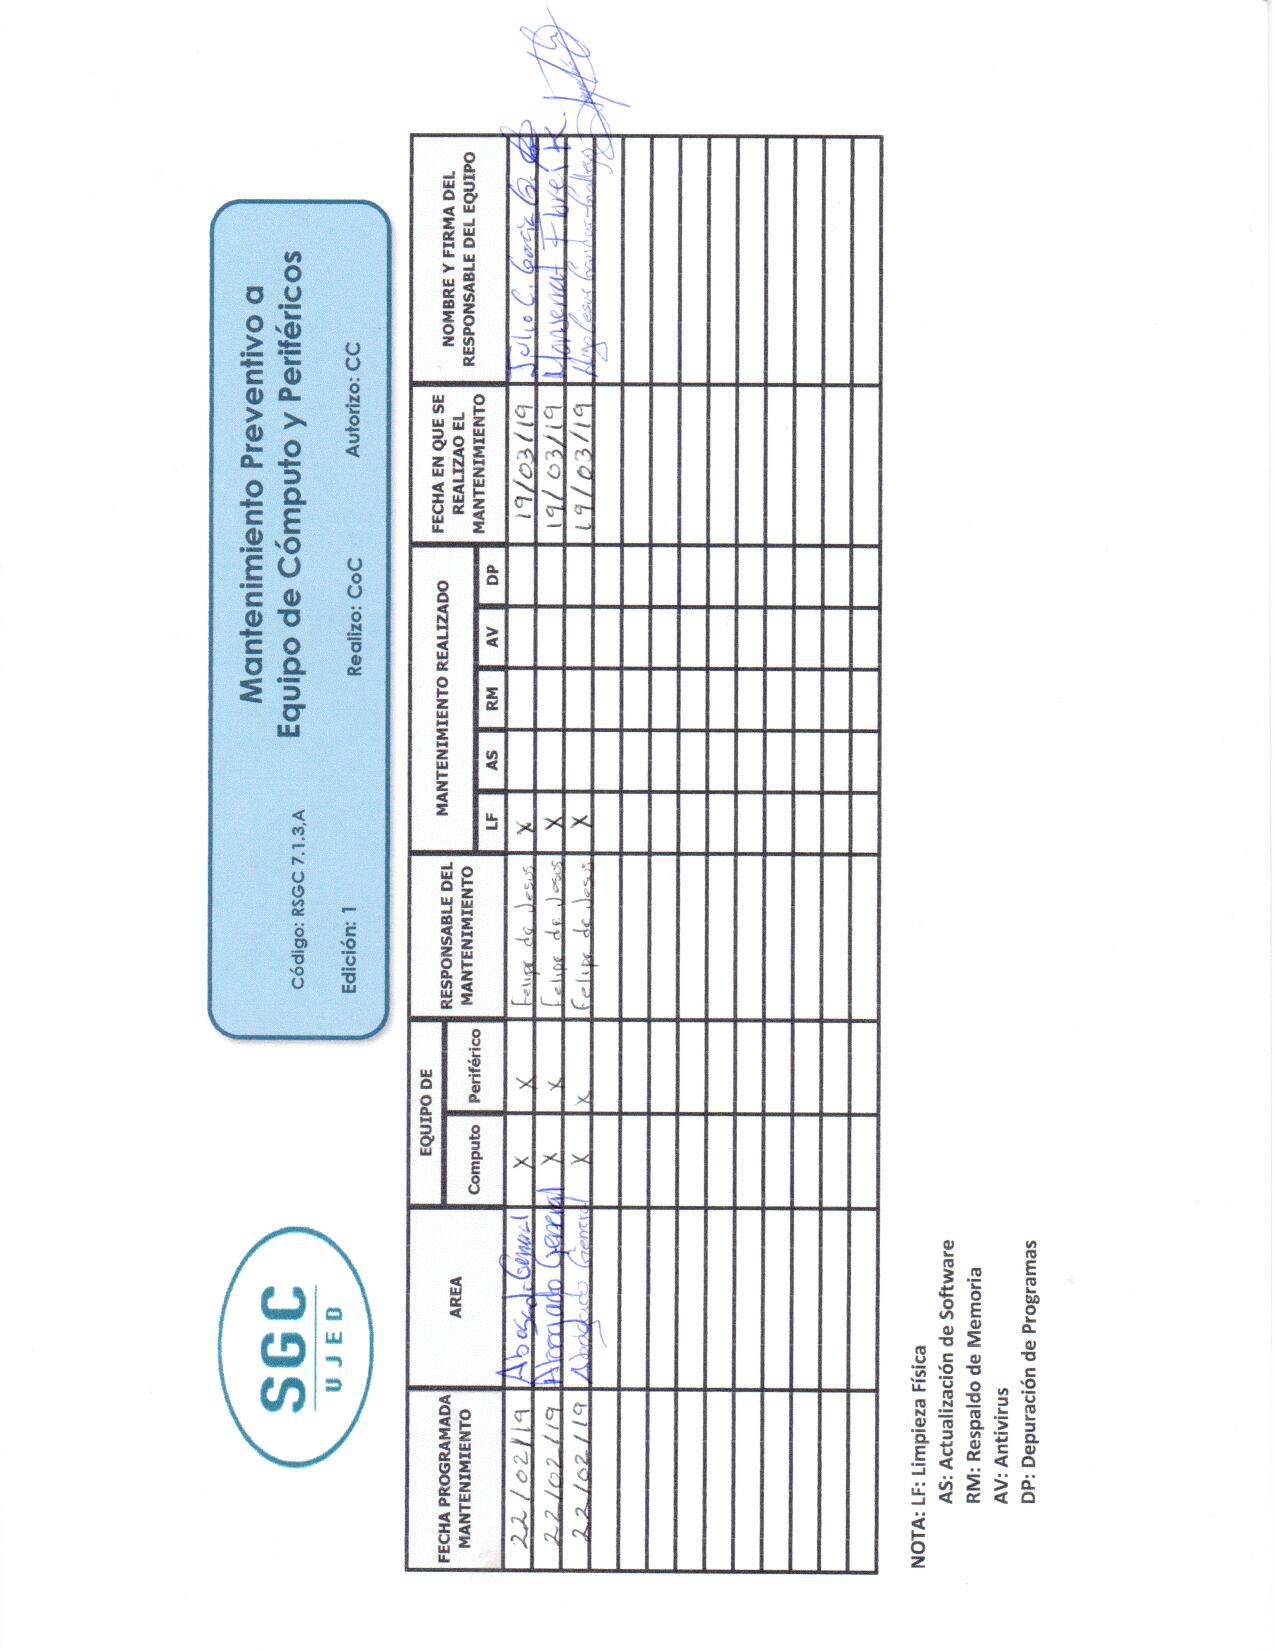 SGC
UJED
Mantenimiento Preventivo a
Equipo de Cómputo y Periféricos
Código: RSGC 7.1.3,A
Edición: 1 Realizo: CoC Autorizo: CC
FECHA PROGRAMADA MANTENIMIENTO AREA EQUIPO DE RESPONSABLE DEL MANTENIMIENTO MANTENIMIENTO REALIZADO FECHA EN QUE SE REALIZAO EL MANTENIMIENTO NOMBRE Y FIRMA DEL RESPONSABLE DEL EQUIPO
Computo Periférico LF AS RM AV DP
22/02/19 Abogado General X X Felipe de Jesus X 19/03/19 Julio C. García G.
22/02/19 Abogado General X X Felipe de Jesus X 19/03/19 Monserrat Flores K.
22/02/19 Abogado General X X Felipe de Jesus X 19/03/19 Jesus
NOTA: LF: Limpieza Física
AS: Actualización de Software
RM: Respaldo de Memoria
AV: Antivirus
DP: Depuración de Programas